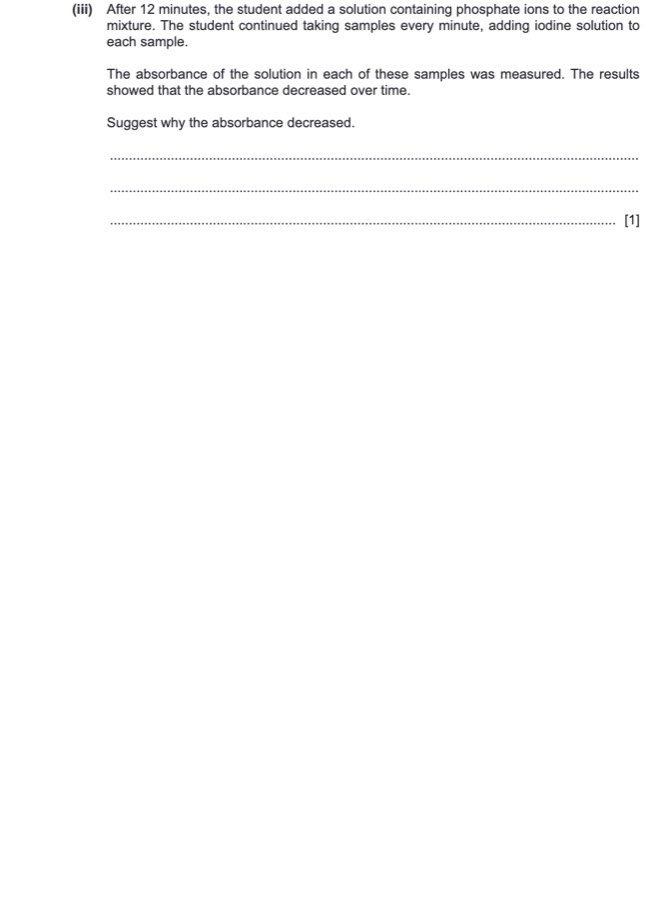 (iii) After 12 minutes, the student added a solution containing phosphate ions to the reaction
mixture. The student continued taking samples every minute, adding iodine solution to
each sample.
The absorbance of the solution in each of these samples was measured. The results
showed that the absorbance decreased over time.
Suggest why the absorbance decreased.
[1]